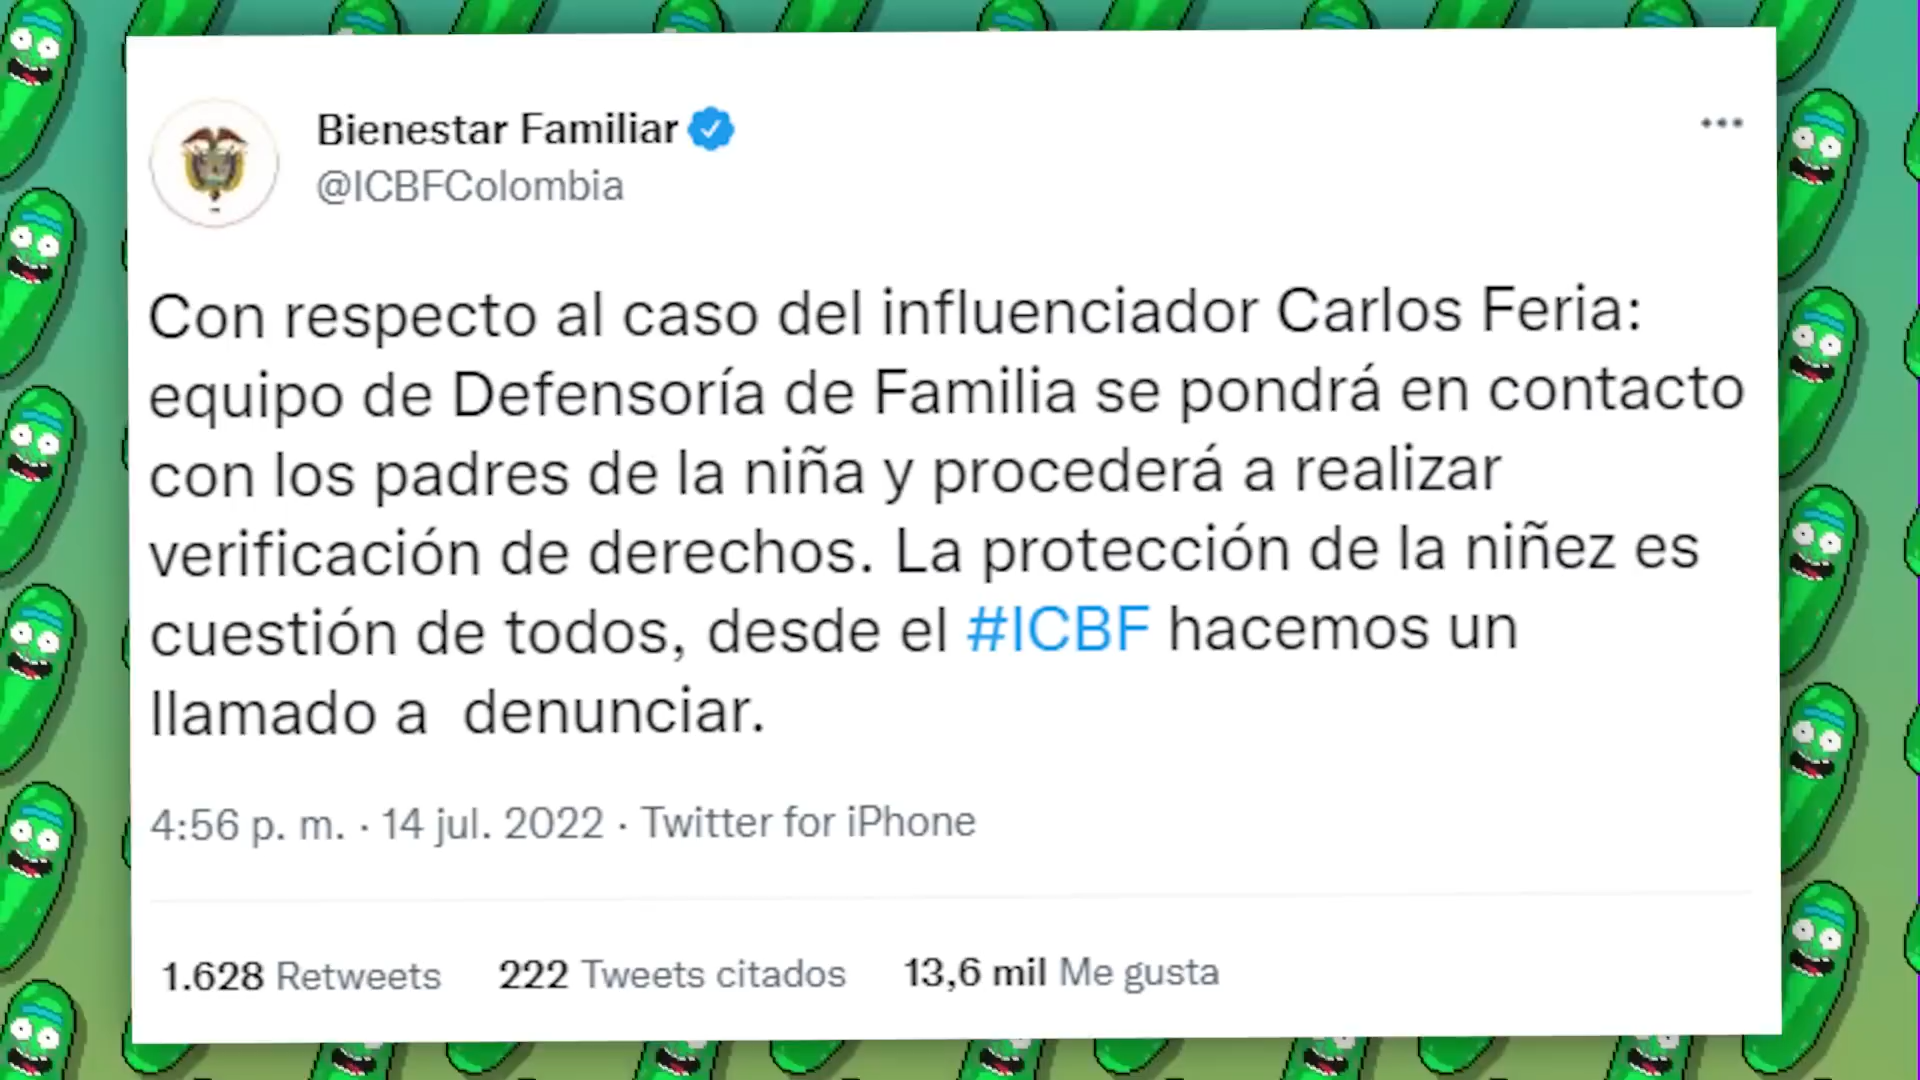 Bienestar Familiar
@ICBFColombia
Con respecto al caso del influenciador Carlos Feria:
equipo de Defensoría de Familia se pondrá en contacto
con los padres de la niña y procederá a realizar
verificación de derechos. La protección de la niñez es
cuestión de todos, desde el #ICBF hacemos un
llamado a  denunciar.
4:56 p. m. · 14 jul. 2022 · Twitter for iPhone
1.628 Retweets 222 Tweets citados 13,6 mil Me gusta